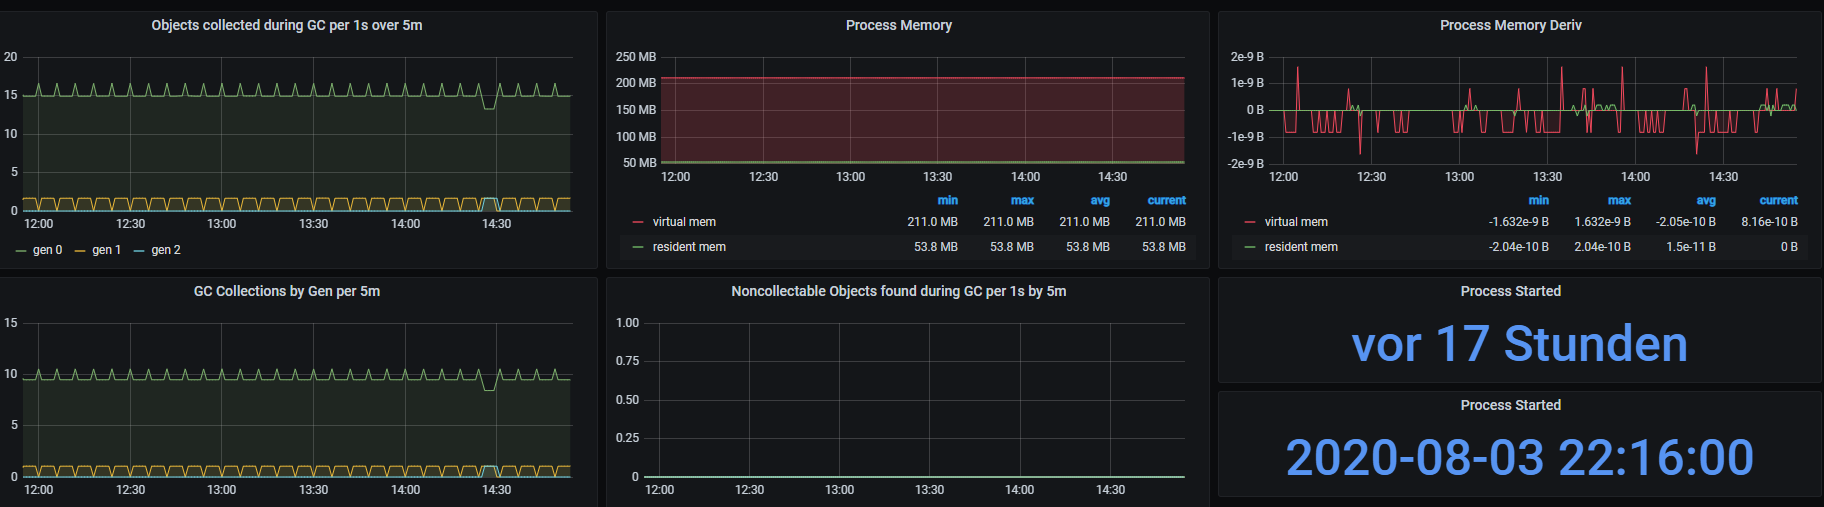 Objects collected during GC per 1s over 5m
20
15
10
5
0
12:00 12:30 13:00 13:30 14:00 14:30
gen 0 gen 1 gen 2
Process Memory
250 MB
200 MB
150 MB
100 MB
50 MB
12:00 12:30 13:00 13:30 14:00 14:30
min max avg current
virtual mem 211.0 MB 211.0 MB 211.0 MB 211.0 MB
resident mem 53.8 MB 53.8 MB 53.8 MB 53.8 MB
Process Memory Deriv
2e-9 B
1e-9 B
0 B
-1e-9 B
-2e-9 B
12:00 12:30 13:00 13:30 14:00 14:30
min max avg current
virtual mem -1.632e-9 B 1.632e-9 B -2.05e-10 B 8.16e-10 B
resident mem -2.04e-10 B 2.04e-10 B 1.5e-11 B 0 B
GC Collections by Gen per 5m
15
10
5
0
12:00 12:30 13:00 13:30 14:00 14:30
Noncollectable Objects found during GC per 1s by 5m
1.00
0.75
0.50
0.25
0
12:00 12:30 13:00 13:30 14:00 14:30
Process Started
vor 17 Stunden
Process Started
2020-08-03 22:16:00